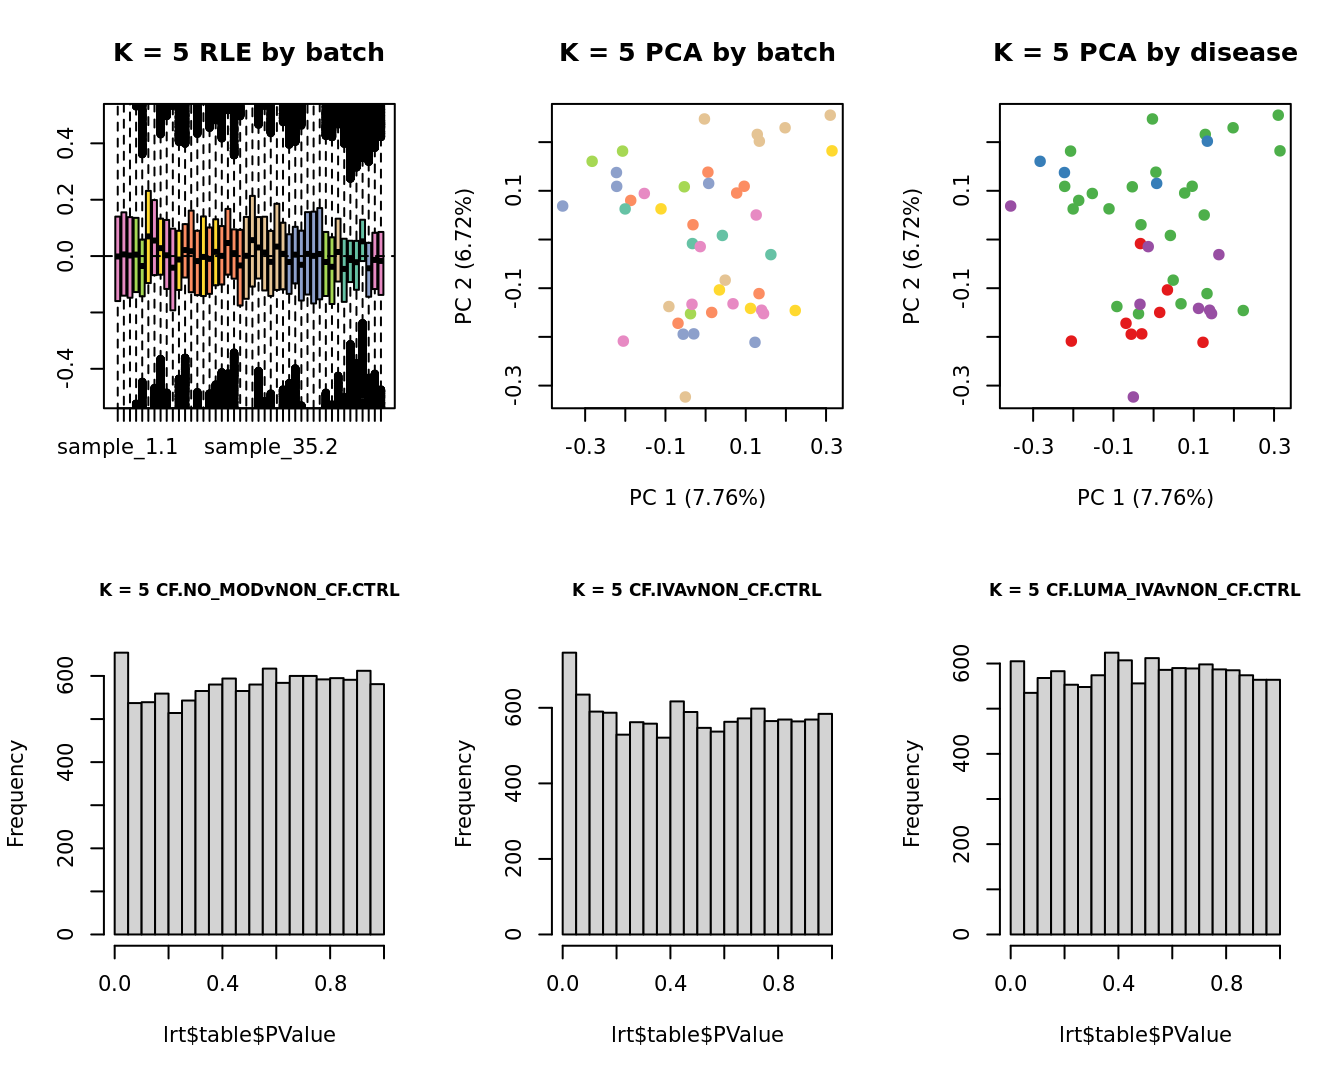 K = 5 RLE by batch
-0.4 0.0 0.2 0.4
sample_1.1 sample_35.2
K = 5 PCA by batch
PC 2 (6.72%)
-0.3 -0.1 0.1
-0.3 -0.1 0.1 0.3
PC 1 (7.76%)
K = 5 PCA by disease
PC 2 (6.72%)
-0.3 -0.1 0.1
-0.3 -0.1 0.1 0.3
PC 1 (7.76%)
K = 5 CF.NO_MODvNON_CF.CTRL
Frequency
0 200 400 600
0.0 0.4 0.8
lrt$table$PValue
K = 5 CF.IVAvNON_CF.CTRL
Frequency
0 200 400 600
0.0 0.4 0.8
lrt$table$PValue
K = 5 CF.LUMA_IVAvNON_CF.CTRL
Frequency
0 200 400 600
0.0 0.4 0.8
lrt$table$PValue